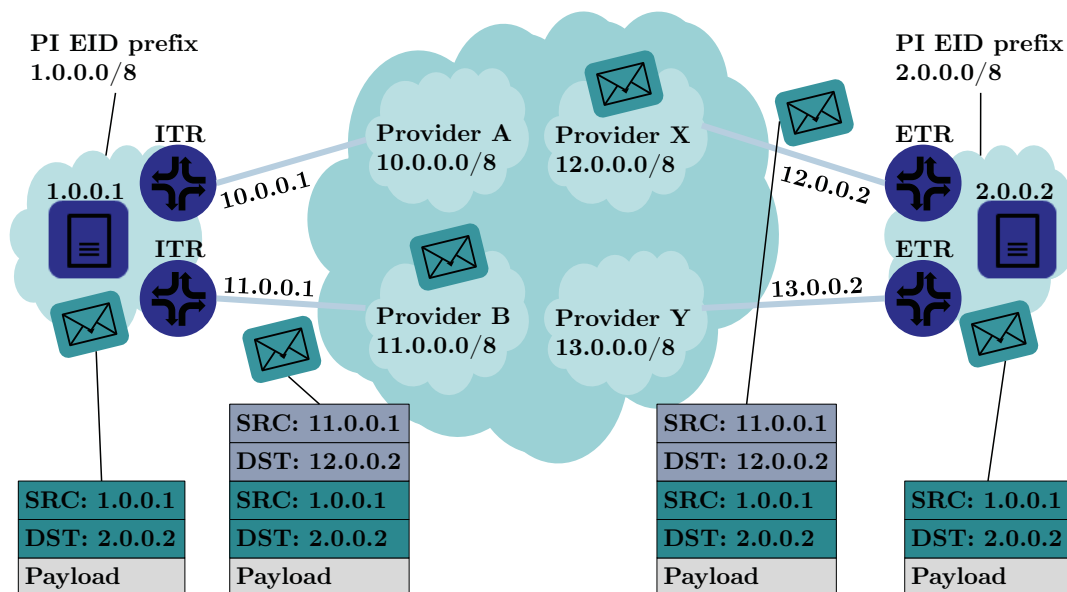 PI EID prefix
1.0.0.0/8
PI EID prefix
2.0.0.0/8
ITR
Provider A
10.0.0.0/8
Provider X
12.0.0.0/8
ETR
1.0.0.1
10.0.0.1
12.0.0.2
2.0.0.2
ITR
11.0.0.1
Provider B
11.0.0.0/8
Provider Y
13.0.0.0/8
13.0.0.2
ETR
SRC: 1.0.0.1
DST: 2.0.0.2
Payload
SRC: 11.0.0.1
DST: 12.0.0.2
SRC: 1.0.0.1
DST: 2.0.0.2
Payload
SRC: 11.0.0.1
DST: 12.0.0.2
SRC: 1.0.0.1
DST: 2.0.0.2
Payload
SRC: 1.0.0.1
DST: 2.0.0.2
Payload